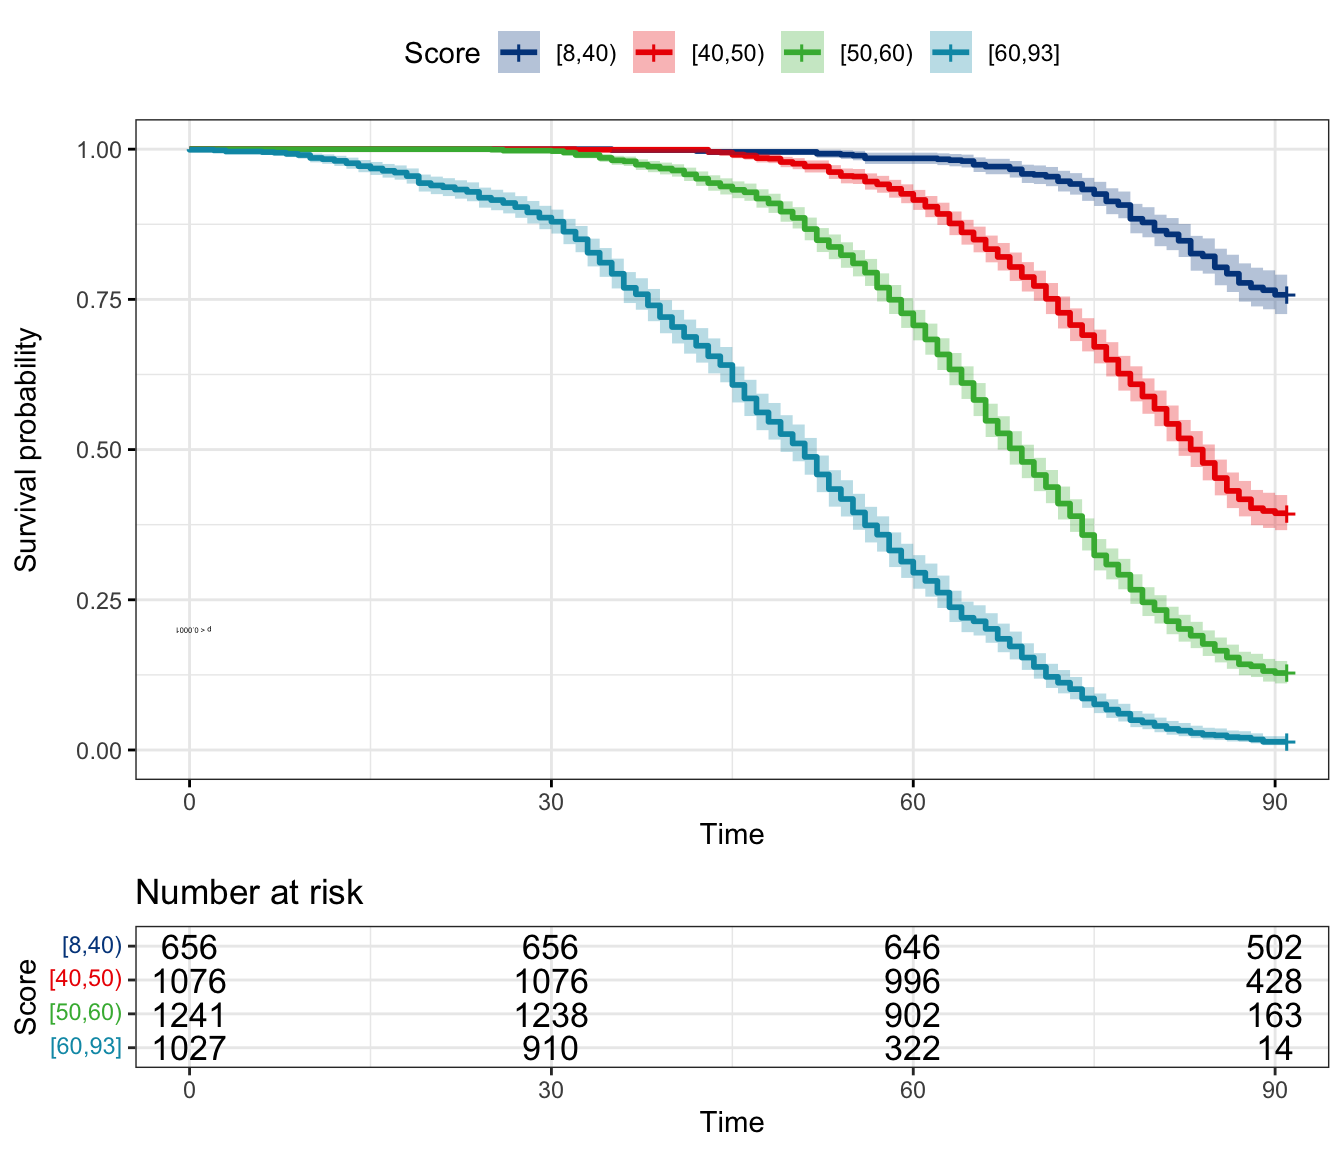 Score [8,40) [40,50) [50,60) [60,93]
1.00
0.75
0.50
0.25
0.00
Survival probability
p < 0.0001
0 30 60 90
Time
Number at risk
Score
[8,40) 656 656 646 502
[40,50) 1076 1076 996 428
[50,60) 1241 1238 902 163
[60,93] 1027 910 322 14
0 30 60 90
Time